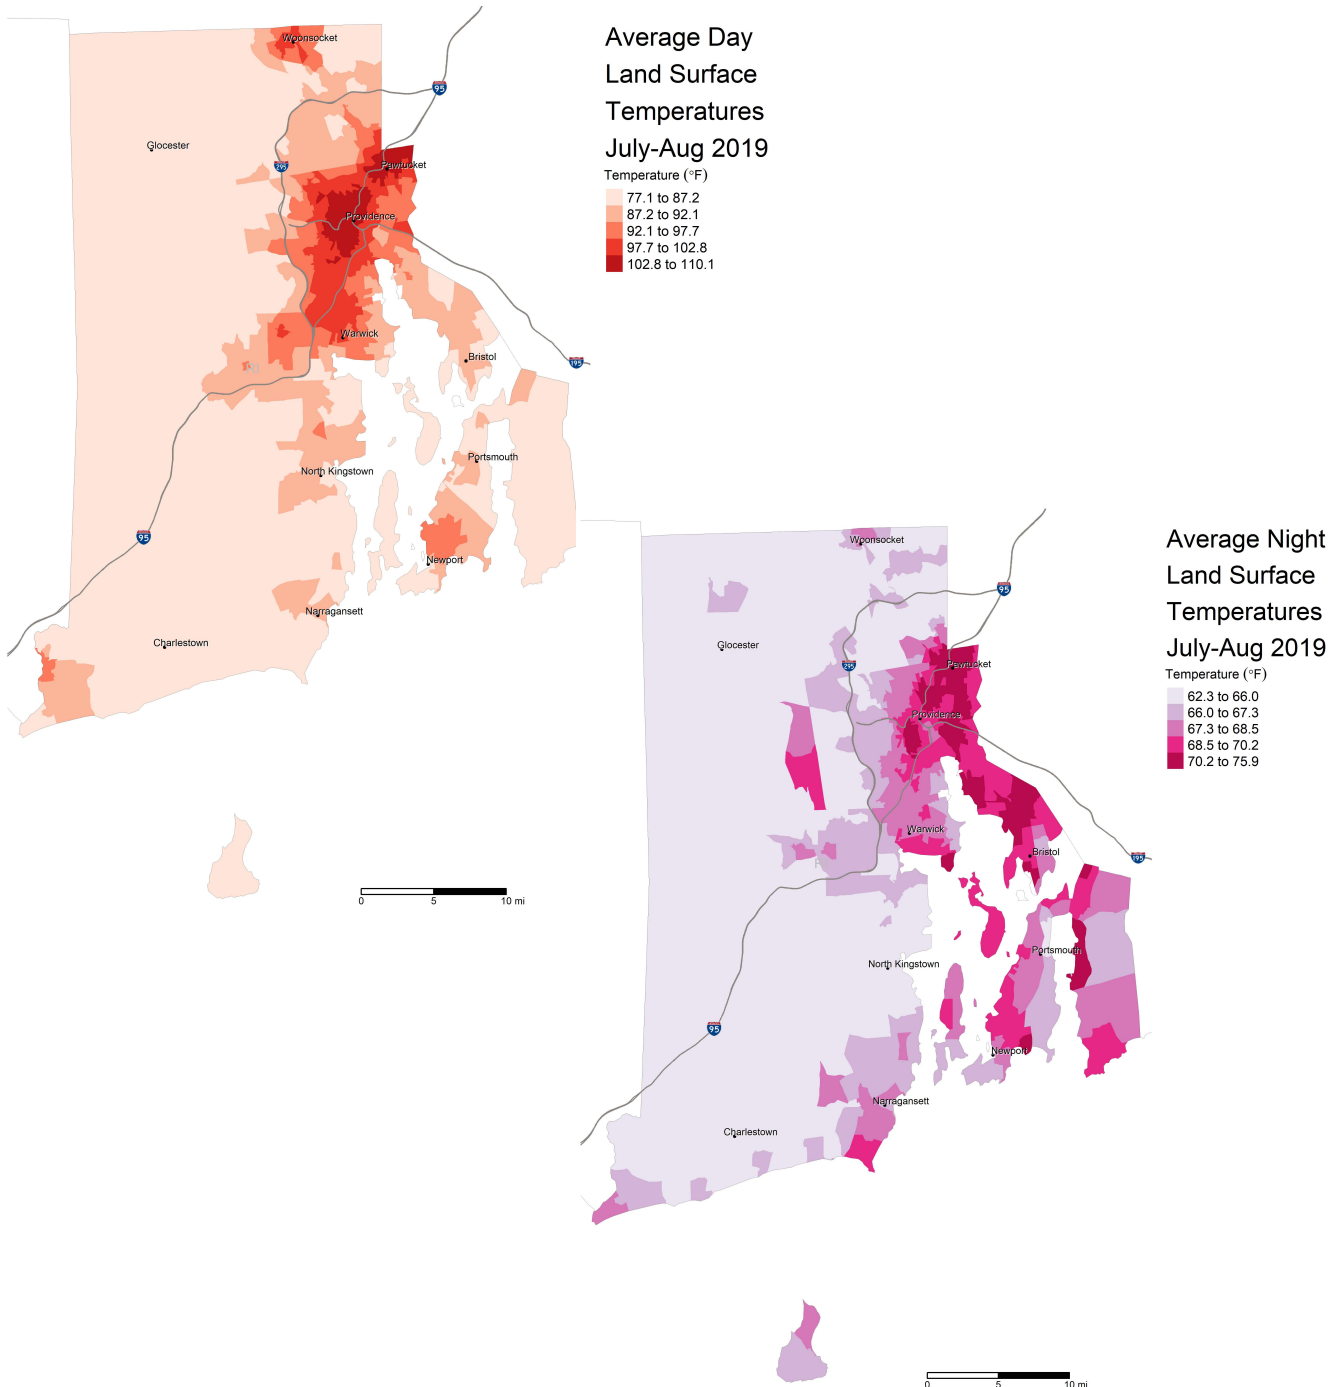 Average Day
Land Surface
Temperatures
July-Aug 2019
Temperature (°F)
77.1 to 87.2
87.2 to 92.1
92.1 to 97.7
97.7 to 102.8
102.8 to 110.1
Woonsocket
95
Glocester
295
Pawtucket
Providence
Warwick
Bristol
195
Portsmouth
North Kingstown
95
Newport
Narragansett
Charlestown
0 5 10 mi
Average Night
Land Surface
Temperatures
July-Aug 2019
Temperature (°F)
62.3 to 66.0
66.0 to 67.3
67.3 to 68.5
68.5 to 70.2
70.2 to 75.9
Woonsocket
95
Glocester
295
Pawtucket
Providence
Warwick
Bristol
195
Portsmouth
North Kingstown
95
Newport
Narragansett
Charlestown
0 5 10 mi